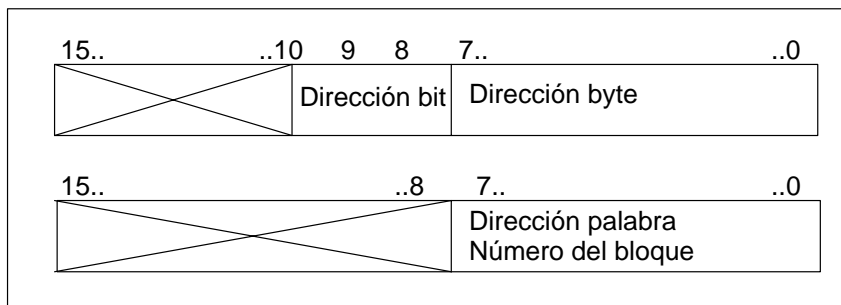 15.. ..10 9 8 7.. ..0
Dirección bit Dirección byte
15.. ..8 7.. ..0
Dirección palabra
Número del bloque